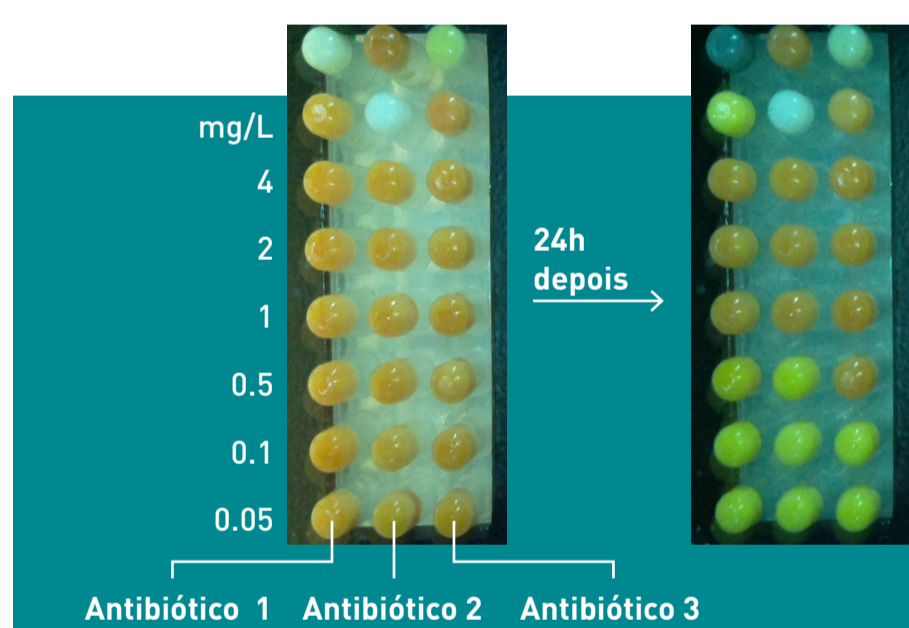 mg/L
4
2
1
0.5
0.1
0.05
24h
depois
Antibiótico 1
Antibiótico 2
Antibiótico 3